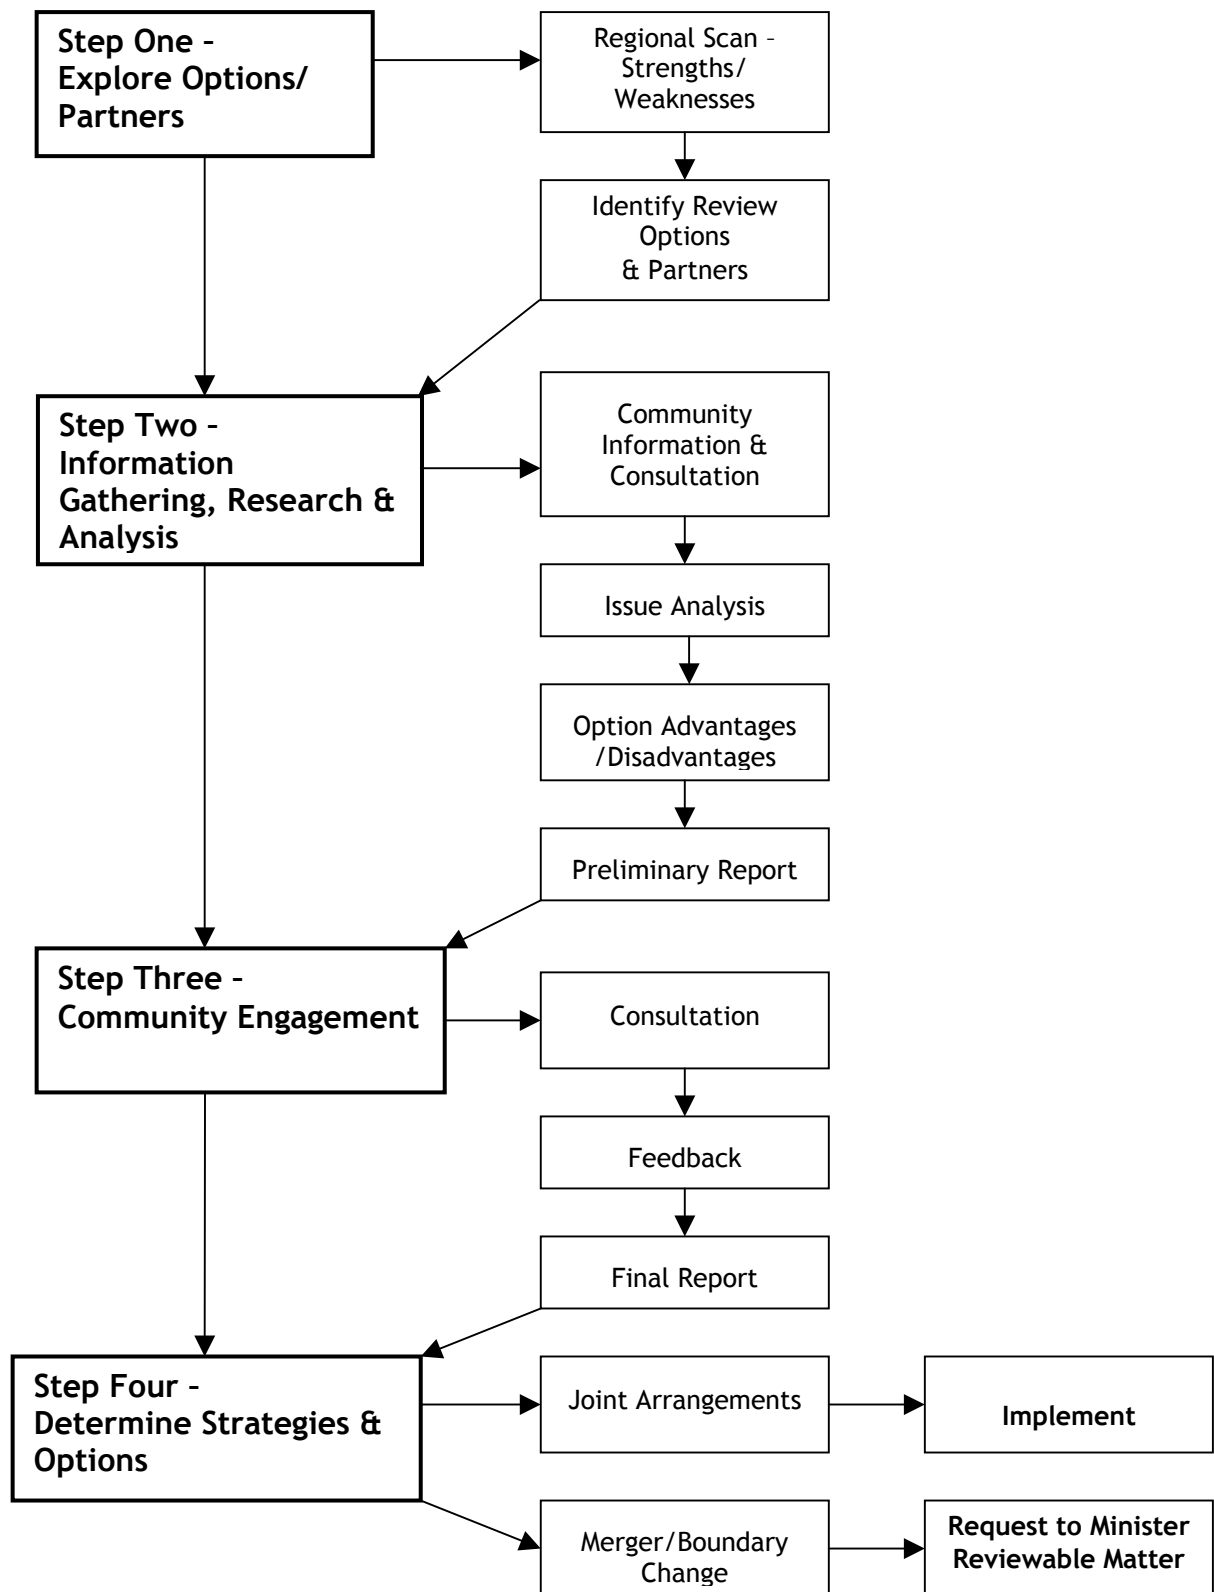 Step One –
Explore Options/
Partners
Regional Scan –
Strengths/
Weaknesses
Identify Review
Options
& Partners
Step Two –
Information
Gathering, Research &
Analysis
Community
Information &
Consultation
Issue Analysis
Option Advantages
/Disadvantages
Preliminary Report
Step Three –
Community Engagement
Consultation
Feedback
Final Report
Step Four –
Determine Strategies &
Options
Joint Arrangements
Implement
Merger/Boundary
Change
Request to Minister
Reviewable Matter